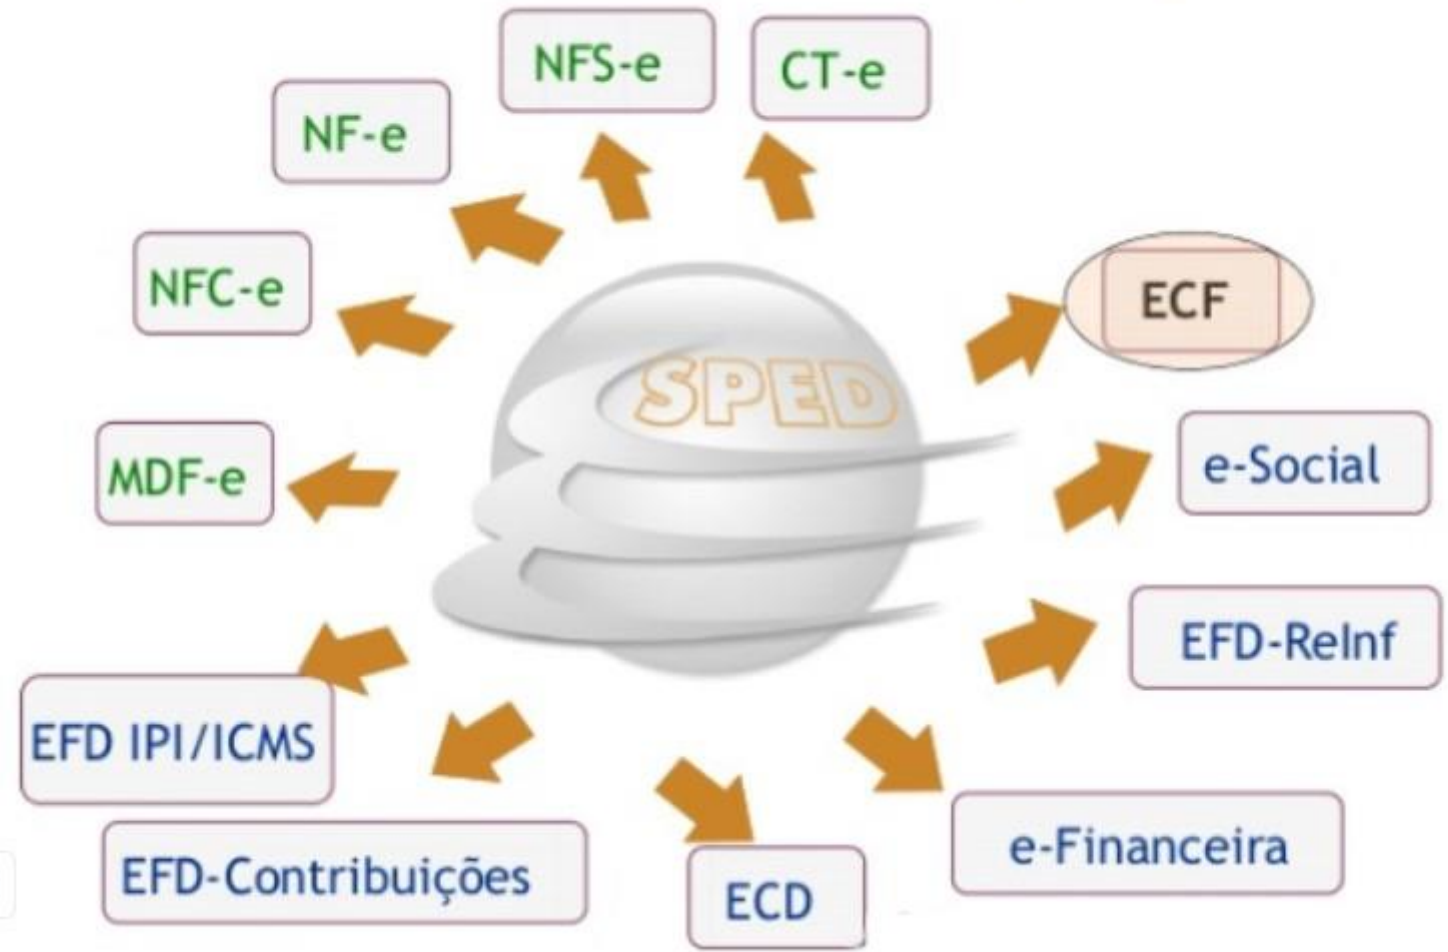 NFS-e
CT-e
NF-e
NFC-e
ECF
SPED
e-Social
MDF-e
EFD-ReInf
EFD IPI/ICMS
e-Financeira
EFD-Contribuições
ECD